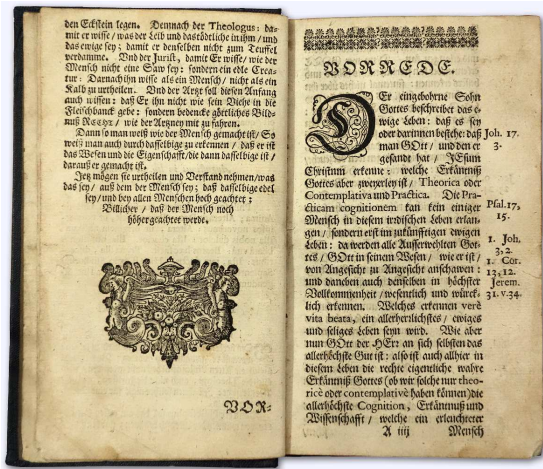 den Eckstein legen. Demnach der Theologus: da-
mit er wisse / was der Leib und das tödtliche in ihm / und
das ewige sey; damit er denselben nicht zum Teuffel
verdamme. Vnd der Jurist, damit Er wisse / wie der
Mensch nicht eine Saw sey: sondern ein edle Crea-
tur: Darnach ihn wisse als ein Mensch / nicht als ein
Kalb zu urtheilen. Vnd der Artzt soll diesen Anfang
auch wissen: daß Er ihn nicht wie sein Viehe in die
Fleischbanck gebe: sondern bedencke göttliches Bild-
nuß / wie der Artzney mit zu fahren.
Dann so man weiß wie der Mensch gemacht ist / So
weiß man auch durch dasselbige zu erkennen / daß er ist
das Wesen und die Eigenschafft / die dann dasselbige ist /
darauß er gemacht ist.
Jetz mögen sie urtheilen und Verstand nehmen / was
das sey / auß dem der Mensch sey; daß dasselbige edel
sey / und bey allen Menschen hoch geachtet;
Billicher / daß der Mensch noch
höher geachtet werde.
VOR-
VORREDE.
DEr eingeborne Sohn
Gottes beschreibet das e-
wige Leben: daß es sey
oder darinnen bestehe: daß
man GOtt / und den er
gesandt hat / JEsum
Christum erkenne: welche Erkäntniß
Gottes aber zweyerley ist / Theorica oder
Contemplativa und Practica. Die Pra-
cticam cognitionem kan kein einiger
Mensch in diesem irdischen Leben erlan-
gen / sondern erst im zukünfftigen ewigen
Leben: da werden alle Ausserwehlten Got-
tes / GOtt in seinem Wesen / wie er ist /
von Angesicht zu Angesicht anschawen:
und daneben auch denselben in höchster
Vollkommenheit / wesentlich und würck-
lich erkennen. Welches erkennen verè
vita beata, ein allerherrlichstes / ewiges
und seliges Leben seyn wird. Wie aber
nun GOtt der HErr an sich selbsten das
allerhöchste Gut ist: also ist auch allhier in
diesem Leben die rechte eigentliche wahre
Erkäntniß Gottes (ob wir solche nur theo-
ricè oder contemplativè haben können) die
allerhöchste Cognition, Erkäntnuß und
Wissenschafft / welche ein erleuchteter
A iiij Mensch
Joh. 17.
3.
Psal. 17,
15.
1. Joh.
3, 2.
1. Cor.
13, 12.
Jerem.
31. v. 34.